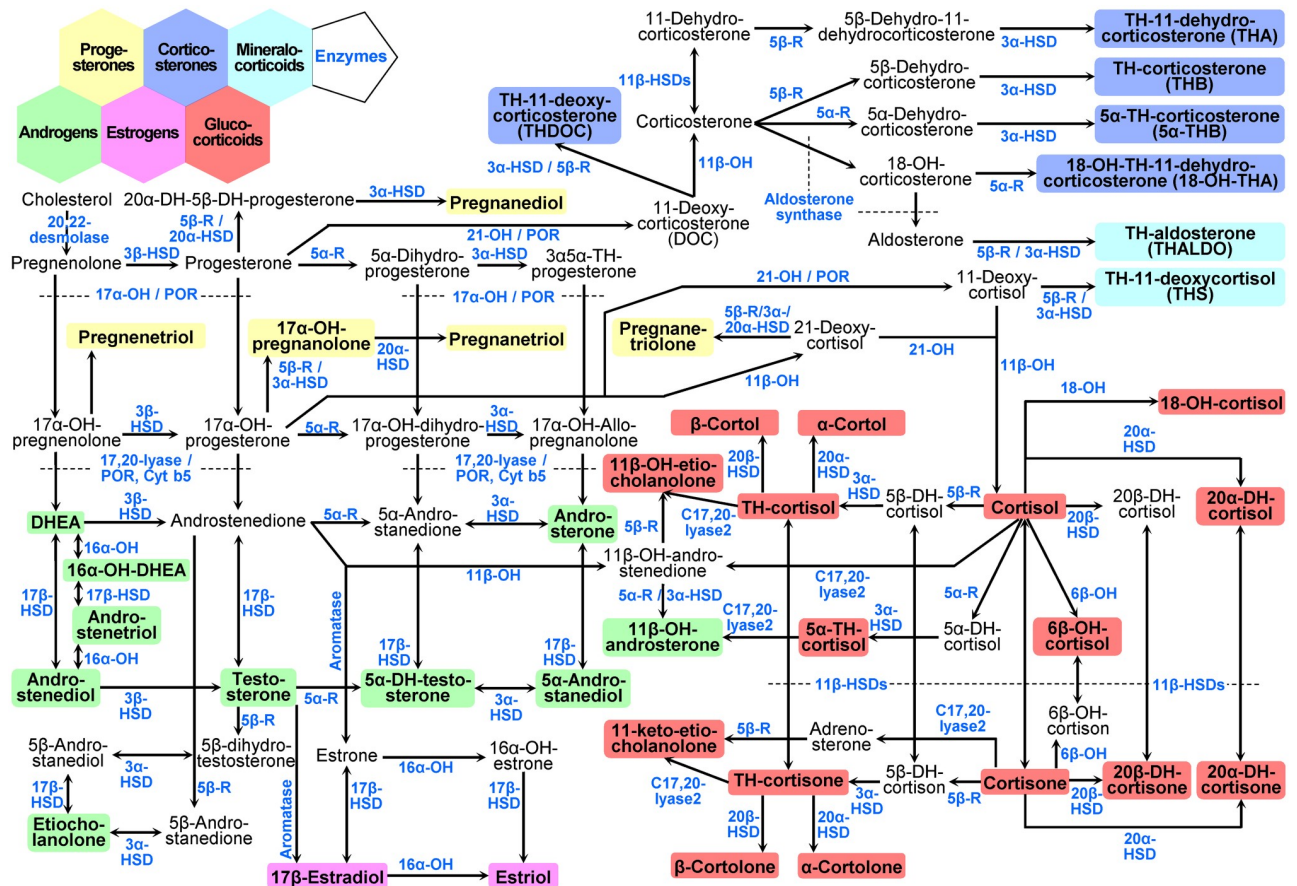 Proge-
sterones
Cortico-
sterones
Mineralo-
corticoids
Enzymes
Androgens
Estrogens
Gluco-
corticoids
11-Dehydro-
corticosterone
5β-R
5β-Dehydro-11-
dehydrocorticosterone
3α-HSD
TH-11-dehydro-
corticosterone (THA)
11β-HSDs
5β-R
5β-Dehydro-
corticosterone
3α-HSD
TH-corticosterone
(THB)
TH-11-deoxy-
corticosterone
(THDOC)
Corticosterone
5α-R
5α-Dehydro-
corticosterone
3α-HSD
5α-TH-corticosterone
(5α-THB)
3α-HSD / 5β-R
11β-OH
18-OH-
corticosterone
5α-R
18-OH-TH-11-dehydro-
corticosterone (18-OH-THA)
Aldosterone
synthase
Cholesterol
20,22-
desmolase
20α-DH-5β-DH-progesterone
3α-HSD
Pregnanediol
5β-R /
20α-HSD
21-OH / POR
11-Deoxy-
corticosterone
(DOC)
Aldosterone
5β-R / 3α-HSD
TH-aldosterone
(THALDO)
Pregnenolone
3β-HSD
Progesterone
5α-R
5α-Dihydro-
progesterone
3α-HSD
3α5α-TH-
progesterone
21-OH / POR
11-Deoxy-
cortisol
5β-R /
3α-HSD
TH-11-deoxycortisol
(THS)
17α-OH / POR
17α-OH / POR
Pregnenetriol
17α-OH-
pregnanolone
20α-
HSD
Pregnanetriol
5β-R /
3α-HSD
Pregnane-
triolone
5β-R/3α-/
20α-HSD
21-Deoxy-
cortisol
21-OH
11β-OH
11β-OH
18-OH
18-OH-cortisol
17α-OH-
pregnenolone
3β-
HSD
17α-OH-
progesterone
5α-R
17α-OH-dihydro-
progesterone
3α-
HSD
17α-OH-Allo-
pregnanolone
β-Cortol
α-Cortol
20α-
HSD
17,20-lyase /
POR, Cyt b5
17,20-lyase /
POR, Cyt b5
11β-OH-etio-
cholanolone
20β-
HSD
20α-
HSD
DHEA
3β-
HSD
Androstenedione
5α-R
5α-Andro-
stanedione
3α-
HSD
Andro-
sterone
5β-R
C17,20-
lyase2
TH-cortisol
3α-
HSD
5β-DH-
cortisol
5β-R
Cortisol
20β-
HSD
20β-DH-
cortisol
20α-DH-
cortisol
16α-OH
16α-OH-DHEA
17β-HSD
17β-
HSD
Andro-
stenetriol
16α-OH
17β-
HSD
11β-OH
Aromatase
11β-OH-andro-
stenedione
5α-R / 3α-HSD
C17,20-
lyase2
C17,20-
lyase2
3α-
HSD
5α-R
6β-OH
11β-OH-
androsterone
5α-TH-
cortisol
5α-DH-
cortisol
6β-OH-
cortisol
17β-
HSD
17β-
HSD
Andro-
stenediol
3β-
HSD
Testo-
sterone
5α-R
5α-DH-testo-
sterone
3α-
HSD
5α-Andro-
stanediol
11β-HSDs
11β-HSDs
5β-R
5β-Andro-
stanediol
3α-
HSD
5β-dihydro-
testosterone
Estrone
16α-OH
16α-OH-
estrone
11-keto-etio-
cholanolone
5β-R
Adreno-
sterone
C17,20-
lyase2
6β-OH-
cortison
6β-OH
17β-
HSD
5β-R
Aromatase
17β-
HSD
17β-
HSD
C17,20-
lyase2
TH-cortisone
3α-
HSD
5β-DH-
cortison
5β-R
Cortisone
20β-
HSD
20β-DH-
cortisone
20α-DH-
cortisone
Etiocho-
lanolone
3α-
HSD
5β-Andro-
stanedione
20β-
HSD
20α-
HSD
20α-
HSD
17β-Estradiol
16α-OH
Estriol
β-Cortolone
α-Cortolone